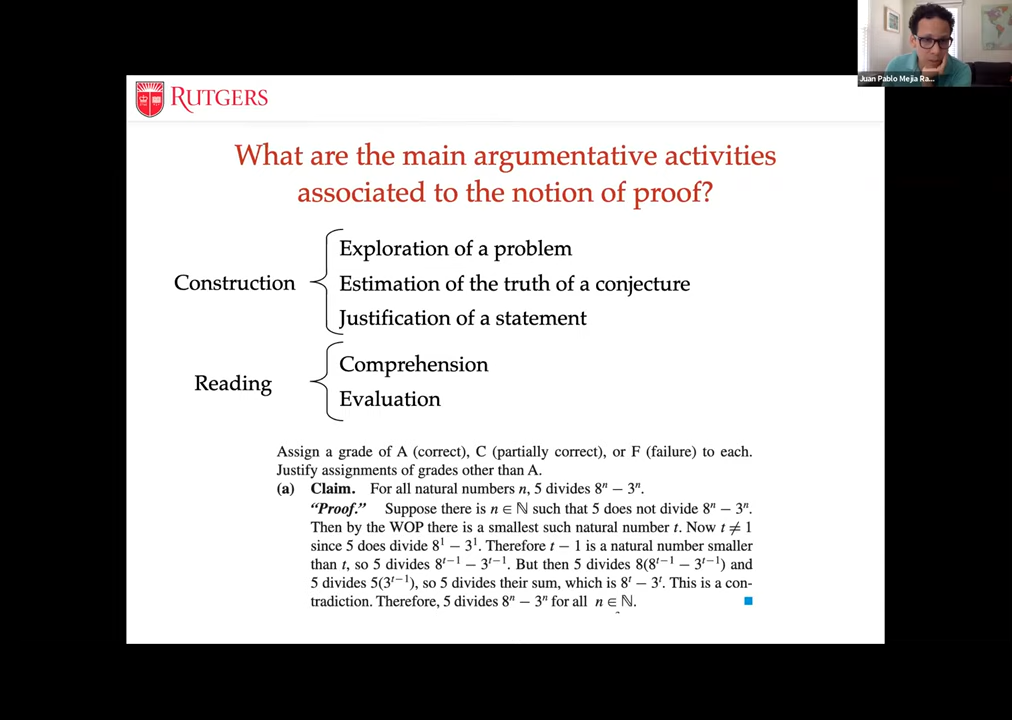 Juan Pablo Mejia Ra...
RUTGERS
What are the main argumentative activities
associated to the notion of proof?
Construction
Exploration of a problem
Estimation of the truth of a conjecture
Justification of a statement
Reading
Comprehension
Evaluation
Assign a grade of A (correct), C (partially correct), or F (failure) to each.
Justify assignments of grades other than A.
(a) Claim. For all natural numbers n, 5 divides 8ⁿ − 3ⁿ.
“Proof.” Suppose there is n ∈ ℕ such that 5 does not divide 8ⁿ − 3ⁿ.
Then by the WOP there is a smallest such natural number t. Now t ≠ 1
since 5 does divide 8¹ − 3¹. Therefore t − 1 is a natural number smaller
than t, so 5 divides 8ᵗ⁻¹ − 3ᵗ⁻¹. But then 5 divides 8(8ᵗ⁻¹ − 3ᵗ⁻¹) and
5 divides 5(3ᵗ⁻¹), so 5 divides their sum, which is 8ᵗ − 3ᵗ. This is a con-
tradiction. Therefore, 5 divides 8ⁿ − 3ⁿ for all n ∈ ℕ.